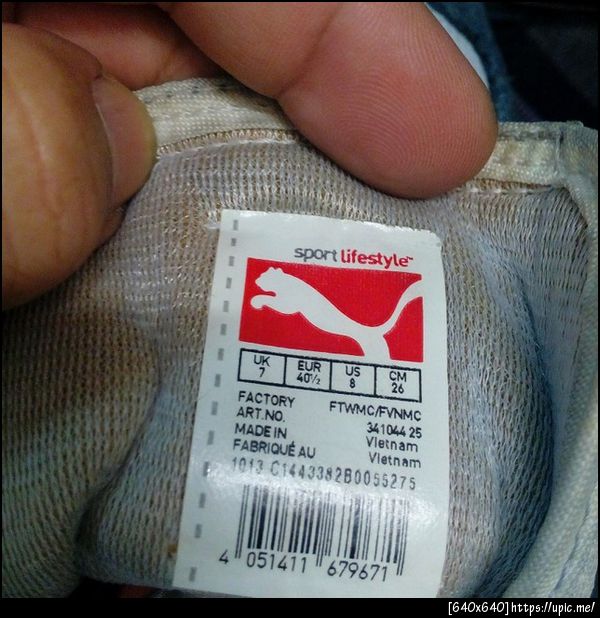 sport lifestyle™
UK EUR US CM
7 40½ 8 26
FACTORY FTWMC/FVNMC
ART.NO. 341044 25
MADE IN Vietnam
FABRIQUÉ AU Vietnam
1013 C1443382B0055275
4 051411 679671
[640x640]https://upic.me/